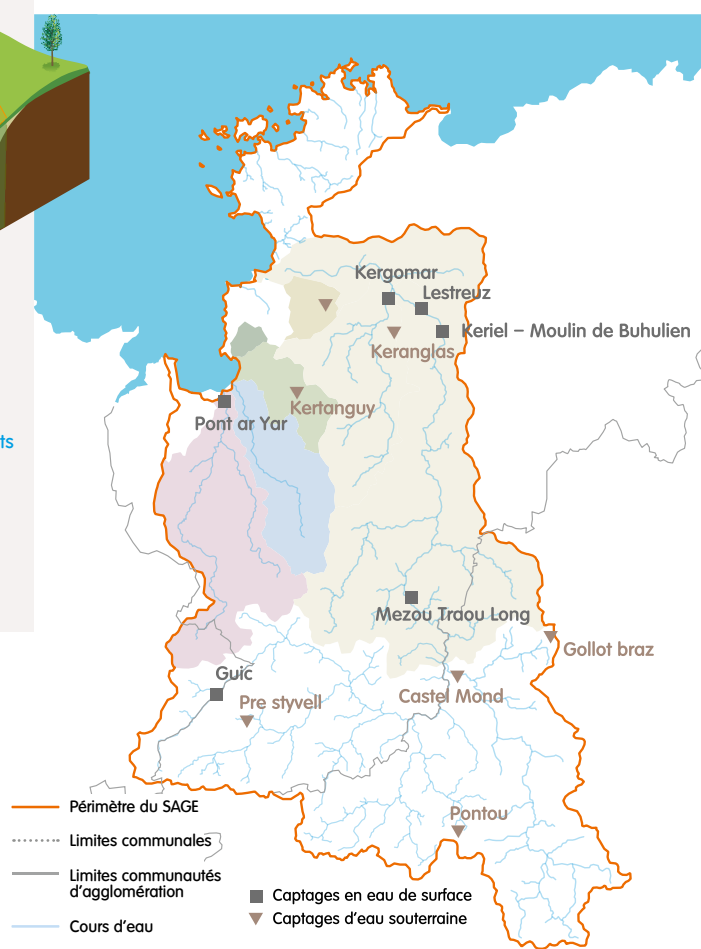 Kergomar
Lestreuz
Keriel – Moulin de Buhulien
Keranglas
Kertanguy
Pont ar Yar
ts
Mezou Traou Long
Gollot braz
Guic
Castel Mond
Pre styvell
Pontou
Périmètre du SAGE
Limites communales
Limites communautés
d'agglomération
Cours d'eau
Captages en eau de surface
Captages d'eau souterraine